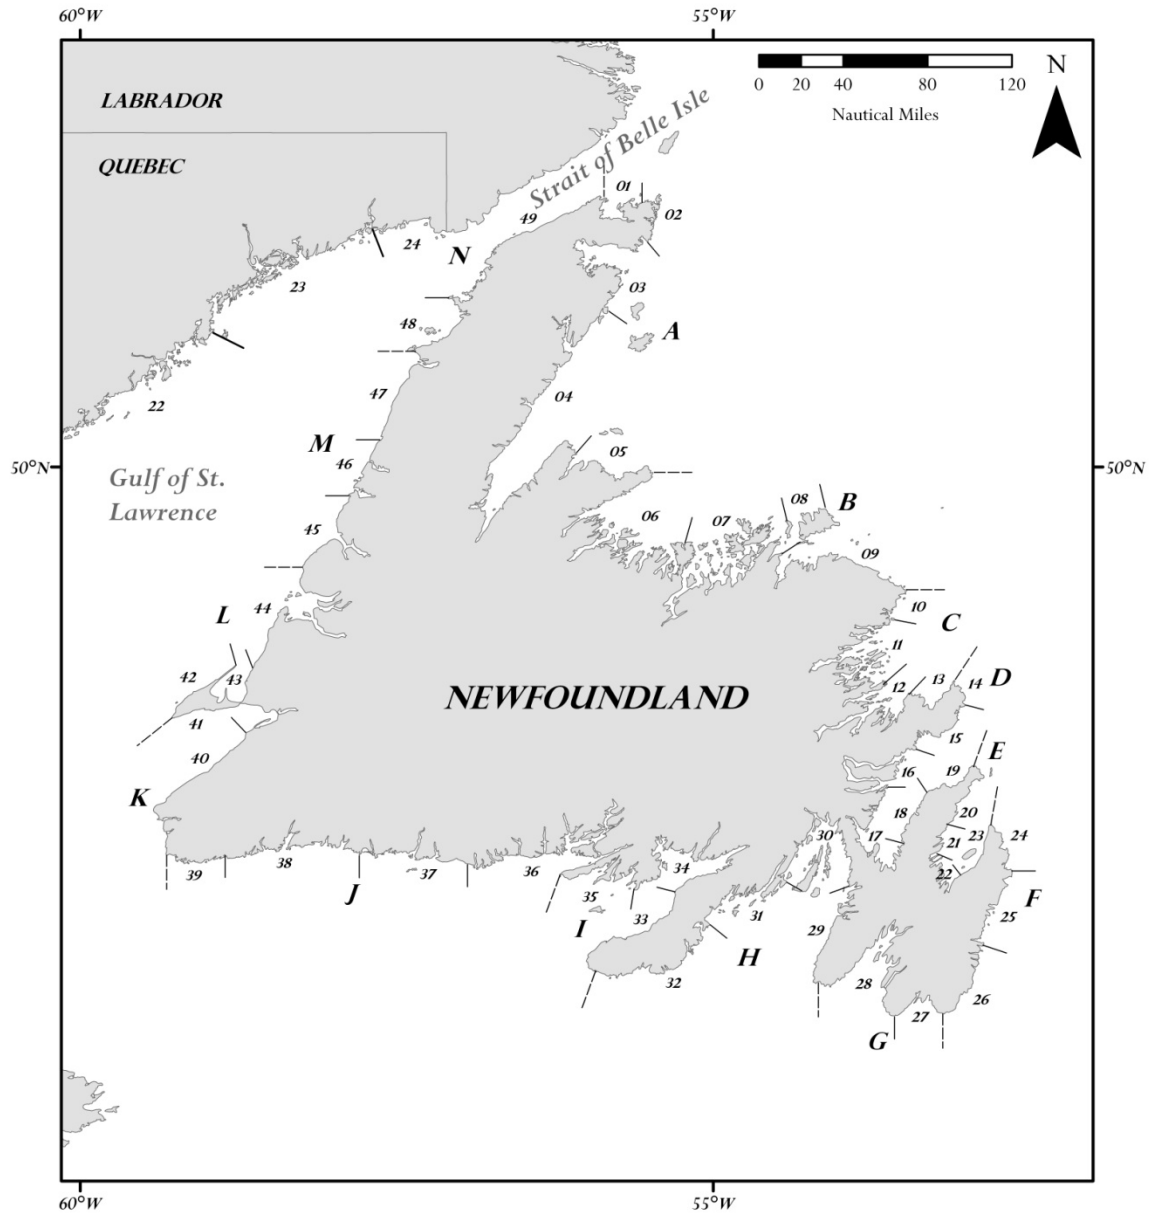 60°W 55°W
N
0 20 40 80 120
Nautical Miles
LABRADOR
QUEBEC
Strait of Belle Isle
01
02
49
24
N
23
03
48
A
22
47
04
M
50°N
50°N
46
05
Gulf of St.
Lawrence
45
06
07
08
B
09
44
10
L
C
11
42
43
12
13
14
D
NEWFOUNDLAND
41
15
40
E
16
19
K
18
20
17
21
23
24
30
22
39
38
J
37
36
34
35
33
31
F
25
I
29
H
32
28
26
27
G
60°W 55°W